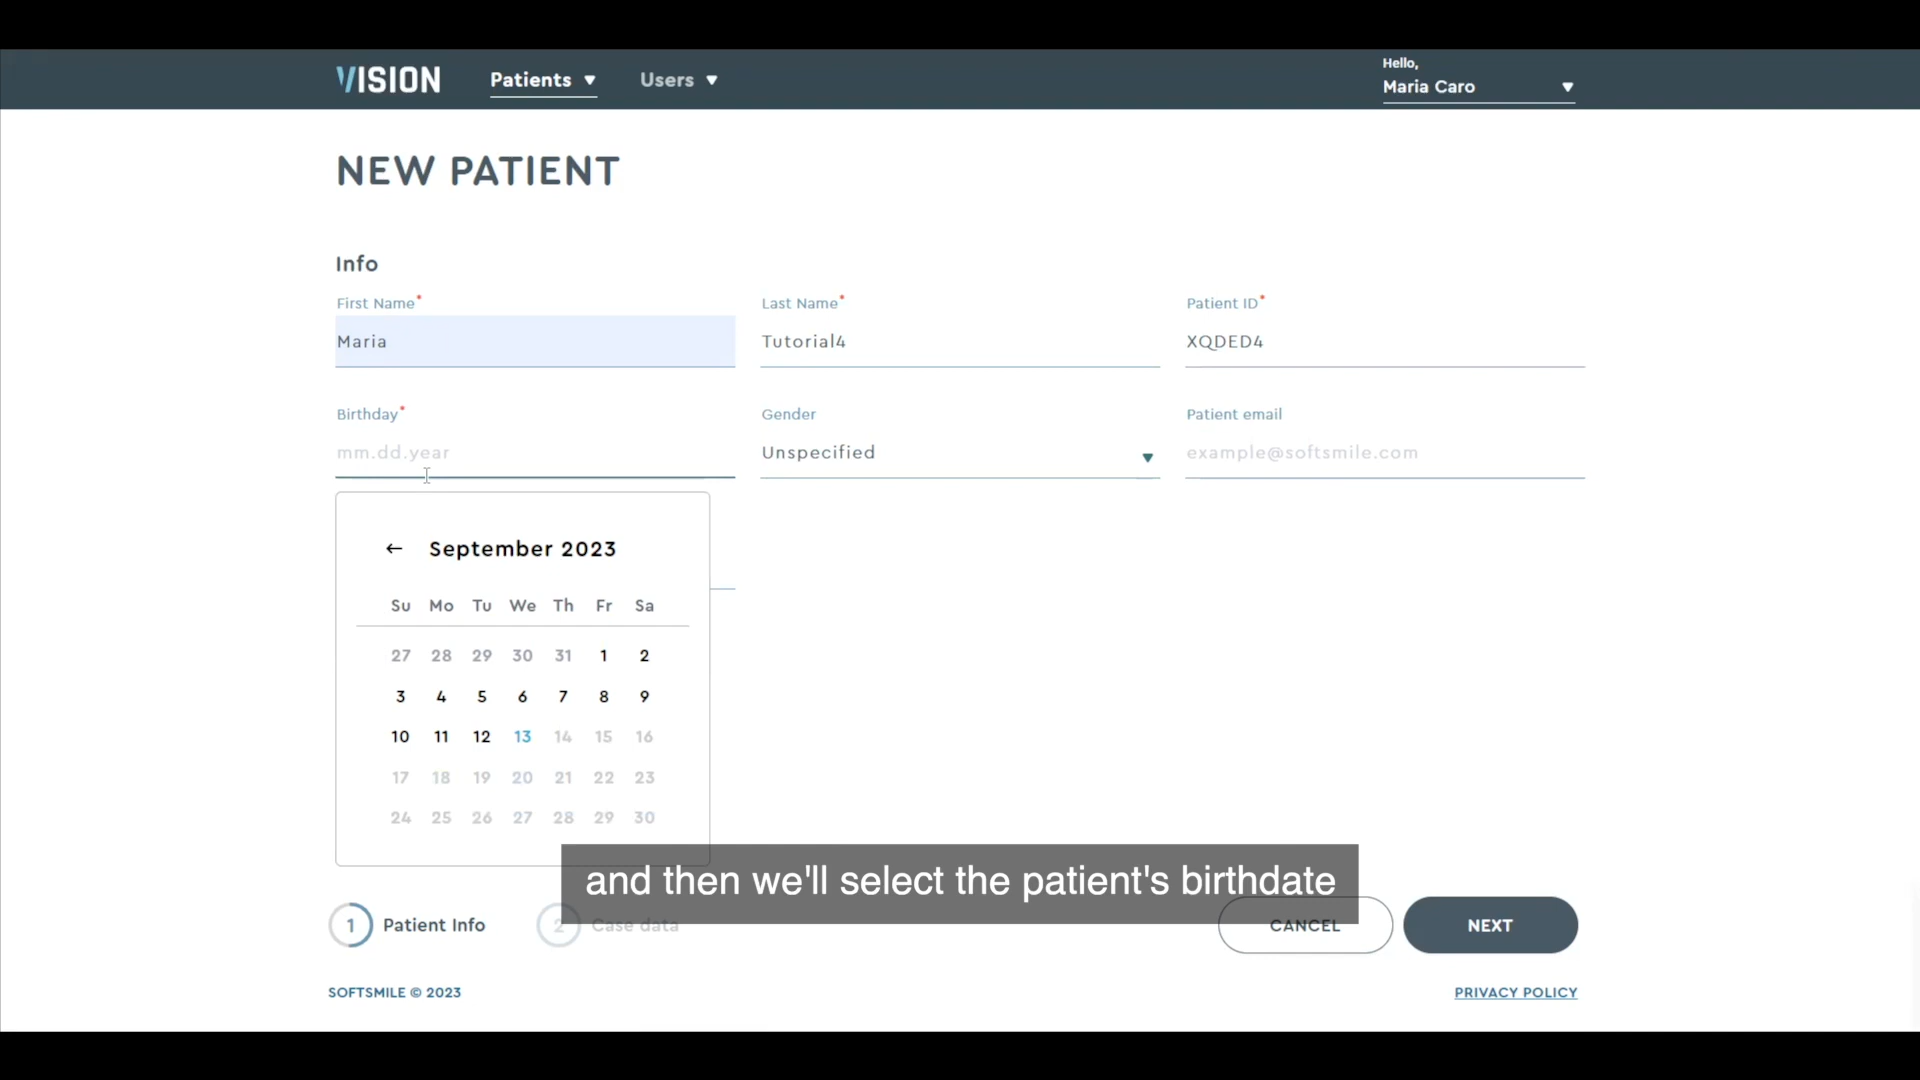 VISION
Patients
Users
Hello,
Maria Caro
NEW PATIENT
Info
First Name*
Last Name*
Patient ID*
Maria
Tutorial4
XQDED4
Birthday*
Gender
Patient email
mm.dd.year
Unspecified
example@softsmile.com
September 2023
Su Mo Tu We Th Fr Sa
27 28 29 30 31 1 2
3 4 5 6 7 8 9
10 11 12 13 14 15 16
17 18 19 20 21 22 23
24 25 26 27 28 29 30
and then we'll select the patient's birthdate
1 Patient Info
2 Case data
CANCEL
NEXT
SOFTSMILE © 2023
PRIVACY POLICY